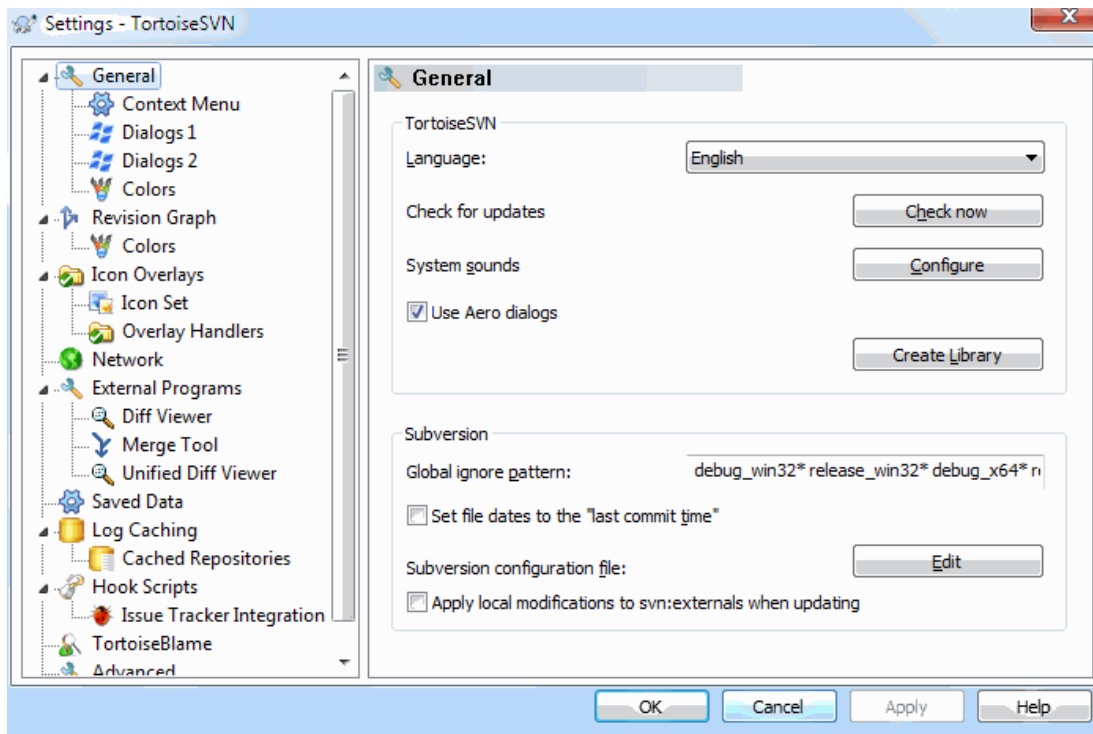 Settings - TortoiseSVN
X
General
Context Menu
Dialogs 1
Dialogs 2
Colors
Revision Graph
Colors
Icon Overlays
Icon Set
Overlay Handlers
Network
External Programs
Diff Viewer
Merge Tool
Unified Diff Viewer
Saved Data
Log Caching
Cached Repositories
Hook Scripts
Issue Tracker Integration
TortoiseBlame
Advanced
General
TortoiseSVN
Language: English
Check for updates Check now
System sounds Configure
Use Aero dialogs
Create Library
Subversion
Global ignore pattern: debug_win32* release_win32* debug_x64*
Set file dates to the "last commit time"
Subversion configuration file: Edit
Apply local modifications to svn:externals when updating
OK Cancel Apply Help